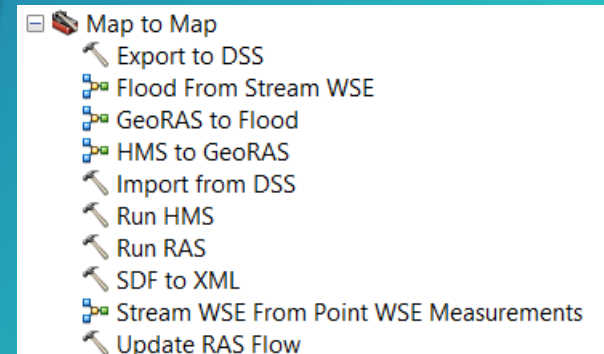 Map to Map
Export to DSS
Flood From Stream WSE
GeoRAS to Flood
HMS to GeoRAS
Import from DSS
Run HMS
Run RAS
SDF to XML
Stream WSE From Point WSE Measurements
Update RAS Flow